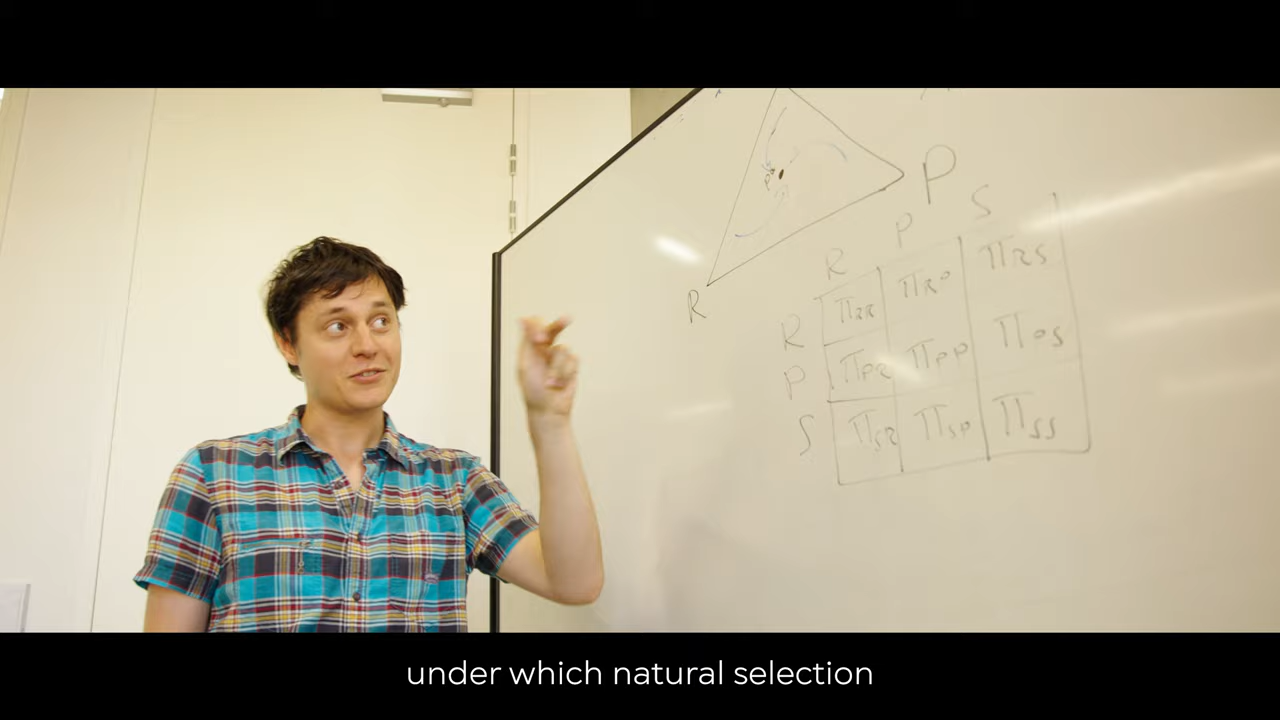 P
R
R P S
R πRR πRP πRS
P πPR πPP πPS
S πSR πSP πSS
under which natural selection